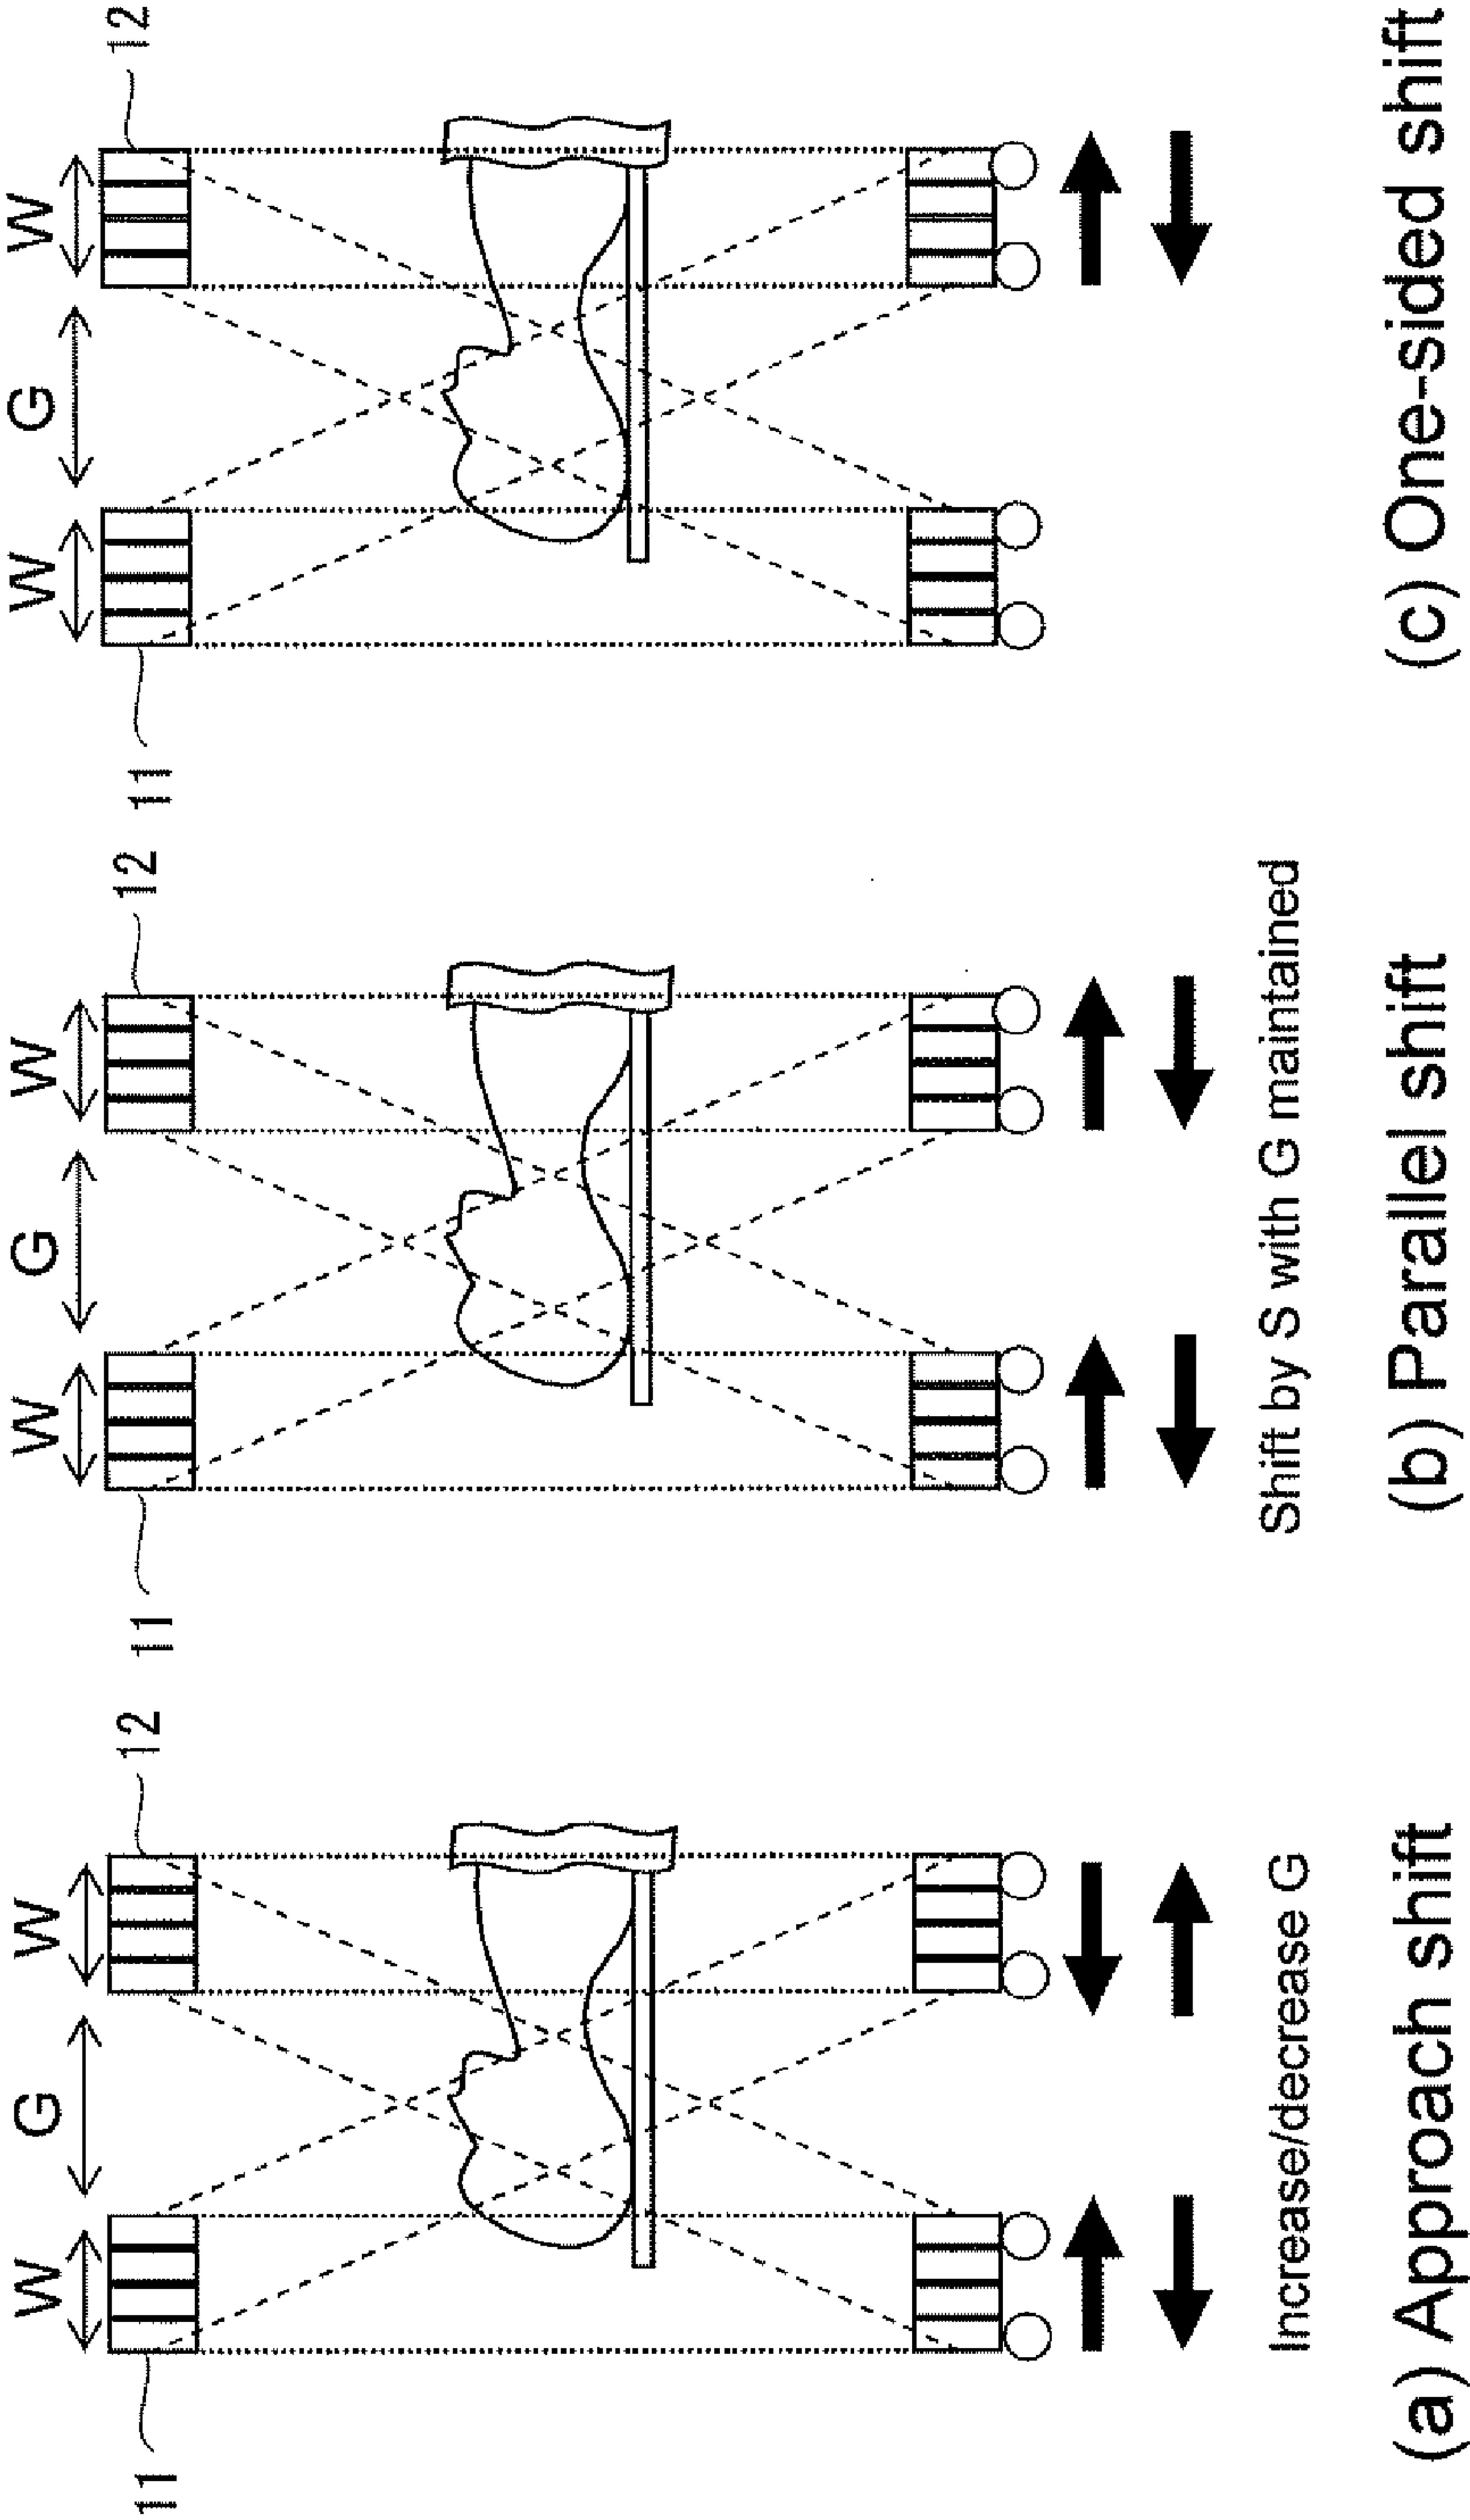 W G W W G W W G W
11 12 11 12 11 12
Increase/decrease G
Shift by S with G maintained
(a) Approach shift
(b) Parallel shift
(c) One-sided shift